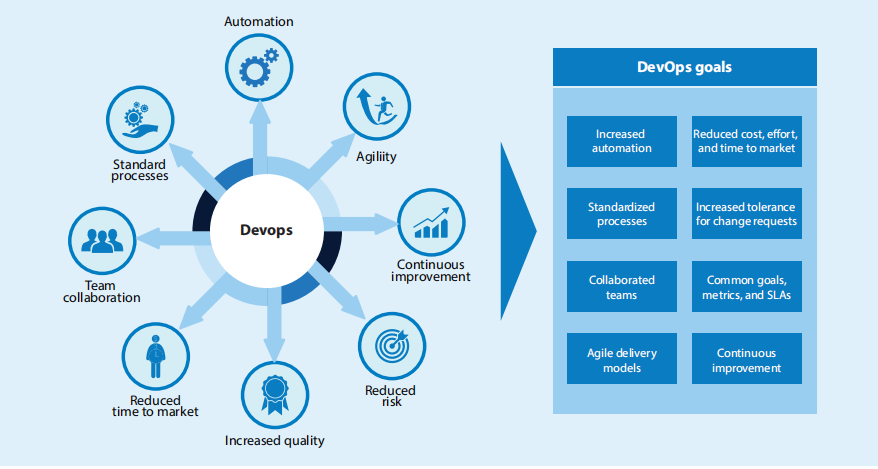 Automation
Agiliity
Standard
processes
Continuous
improvement
Devops
Team
collaboration
Reduced
risk
Reduced
time to market
Increased quality
DevOps goals
Increased
automation
Reduced cost, effort,
and time to market
Standardized
processes
Increased tolerance
for change requests
Collaborated
teams
Common goals,
metrics, and SLAs
Agile delivery
models
Continuous
improvement